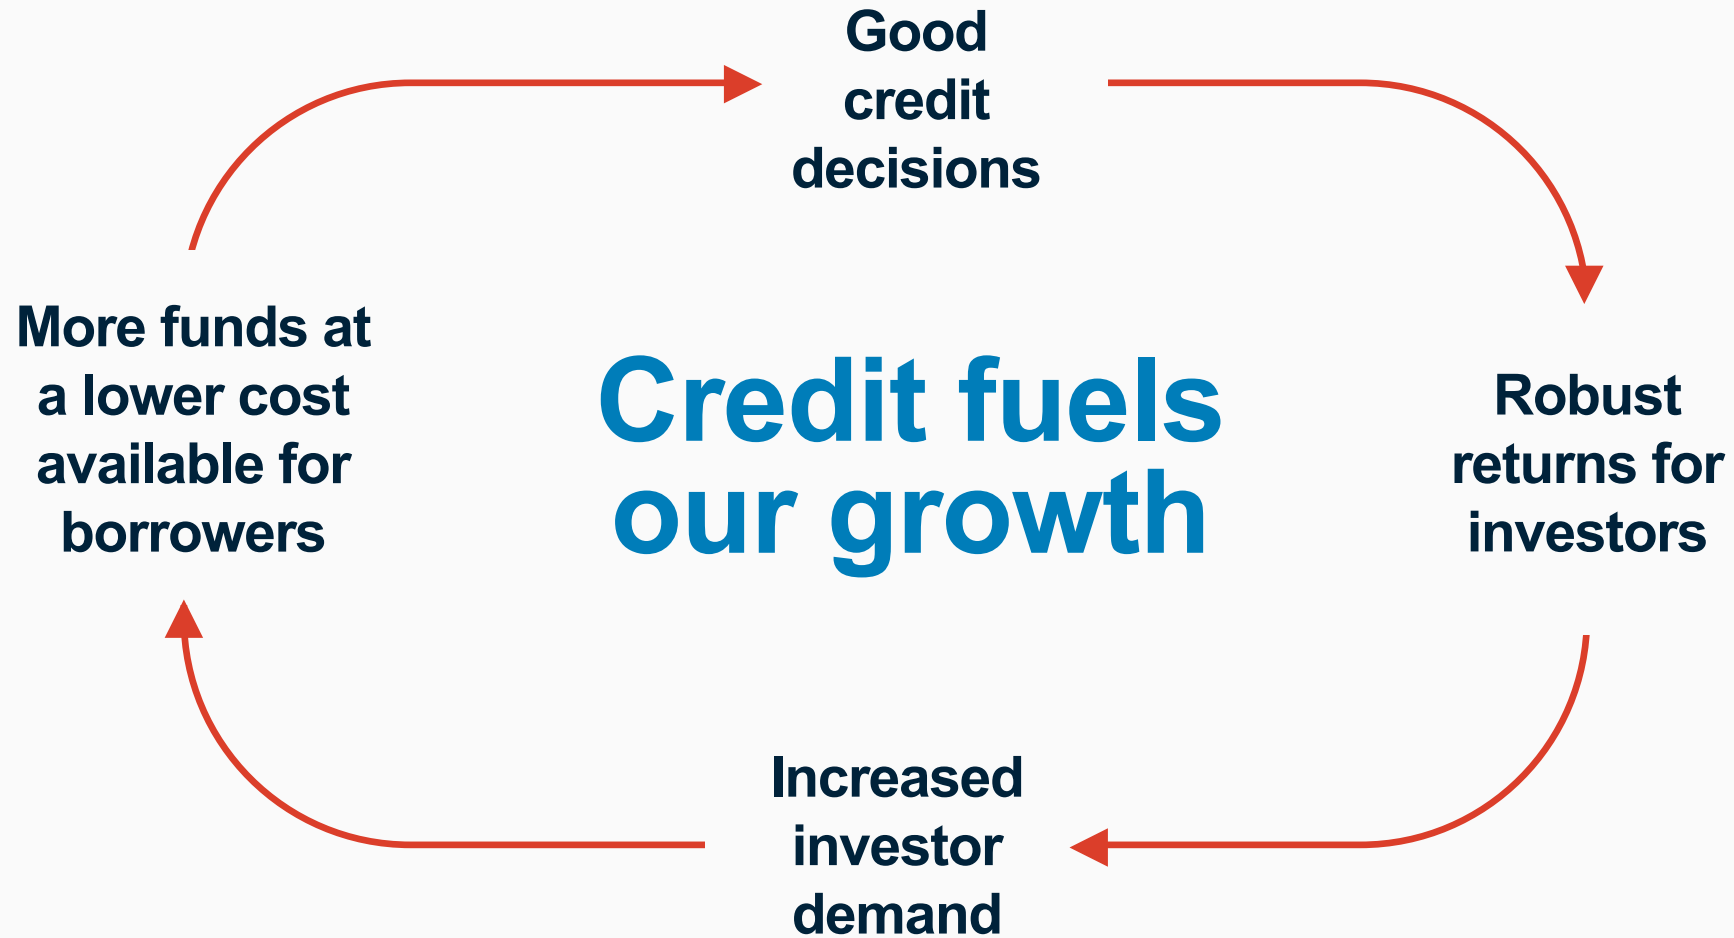 Good
credit
decisions
More funds at
a lower cost
available for
borrowers
Credit fuels
our growth
Robust
returns for
investors
Increased
investor
demand